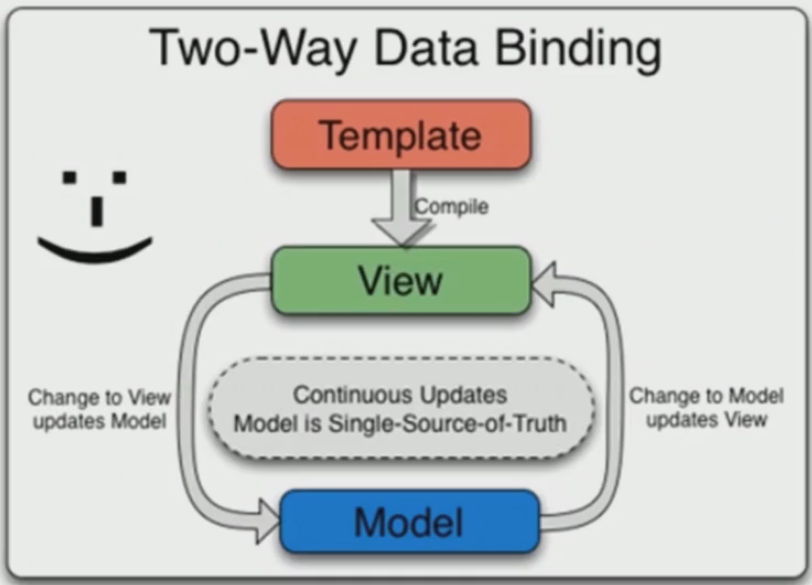 Two-Way Data Binding
Template
Compile
View
Change to View
updates Model
Continuous Updates
Model is Single-Source-of-Truth
Change to Model
updates View
Model